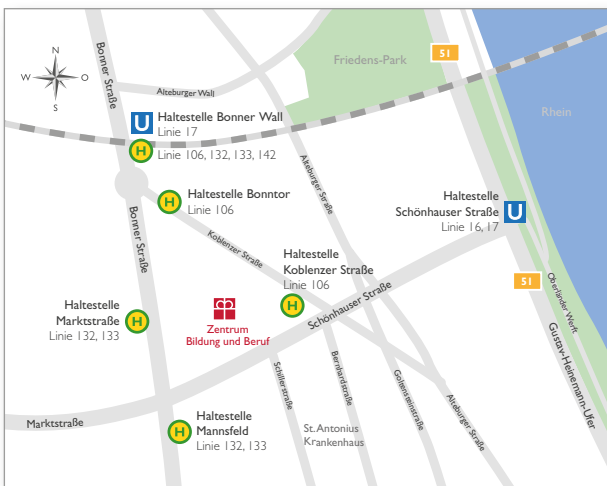 N
W
O
S
Bonner Straße
Friedens-Park
51
Alteburger Wall
Rhein
U
Haltestelle Bonner Wall
Linie 17
H
Linie 106, 132, 133, 142
Alteburger Straße
H
Haltestelle Bonntor
Linie 106
Haltestelle
Schönhauser Straße
Linie 16, 17
U
Bonner Straße
Koblenzer Straße
Haltestelle
Koblenzer Straße
Linie 106
H
51
Oberländer Werft
Haltestelle
Marktstraße
Linie 132, 133
H
Zentrum
Bildung und Beruf
Schönhauser Straße
Gustav-Heinemann-Ufer
Schillerstraße
Bernhardstraße
Goltensteinstraße
Alteburger Straße
Marktstraße
H
Haltestelle
Mannsfeld
Linie 132, 133
St. Antonius
Krankenhaus